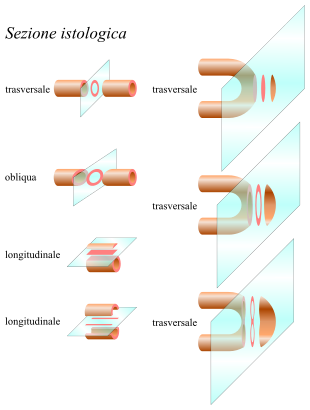 Sezione istologica
trasversale
trasversale
obliqua
trasversale
longitudinale
longitudinale
trasversale